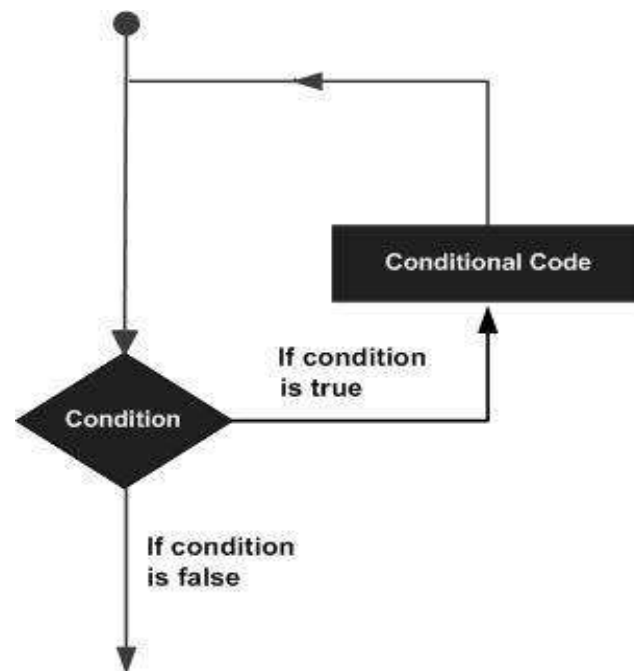 Conditional Code
If condition
is true
Condition
If condition
is false